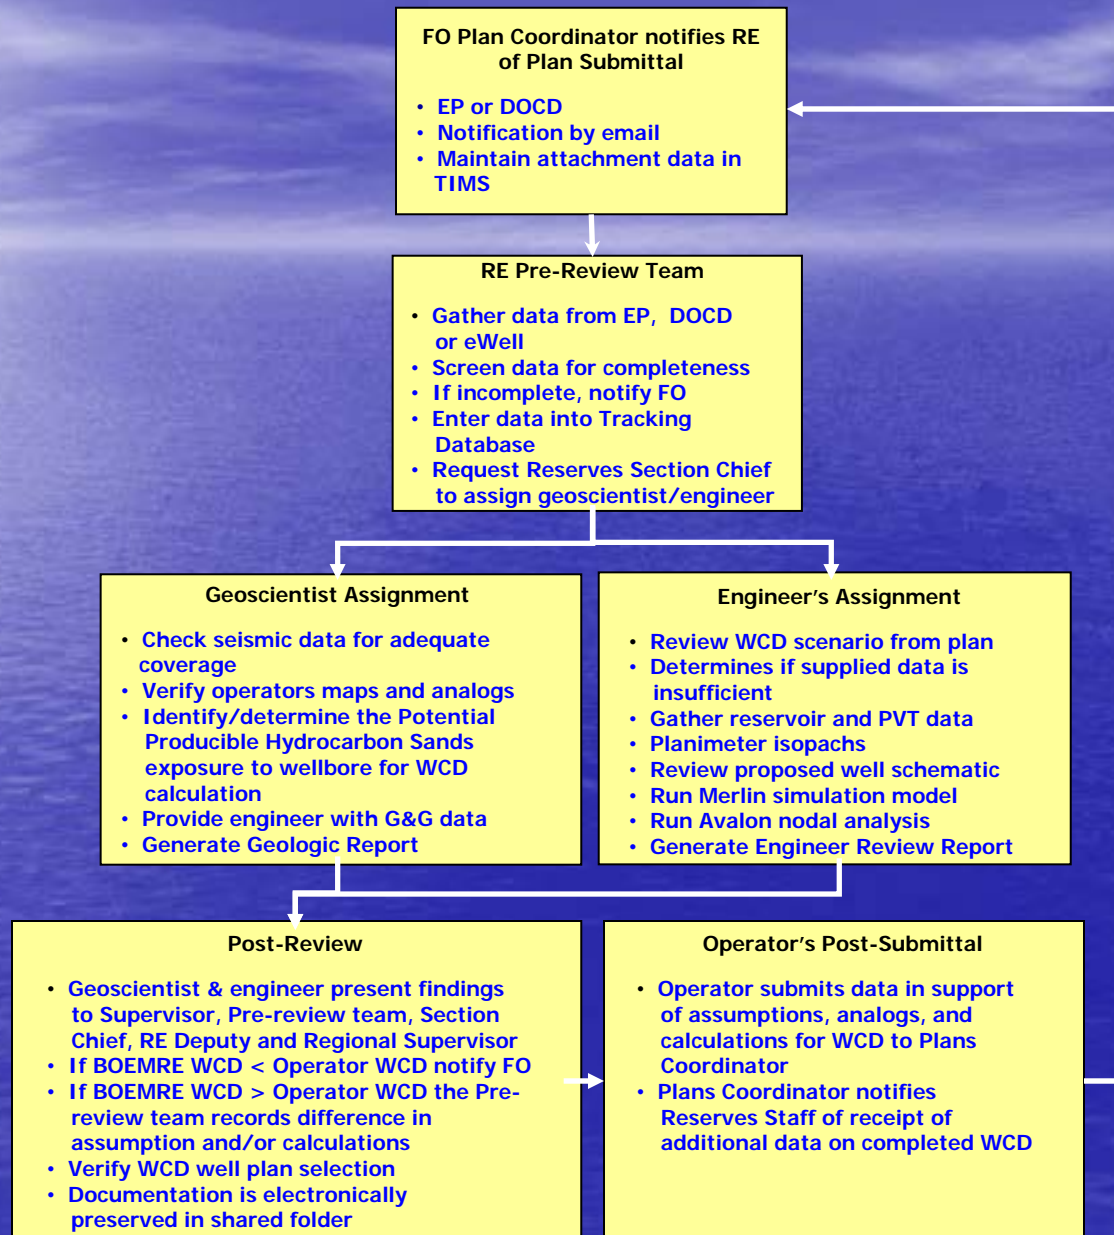 FO Plan Coordinator notifies RE
of Plan Submittal
• EP or DOCD
• Notification by email
• Maintain attachment data in
TIMS
RE Pre-Review Team
• Gather data from EP, DOCD
or eWell
• Screen data for completeness
• If incomplete, notify FO
• Enter data into Tracking
Database
• Request Reserves Section Chief
to assign geoscientist/engineer
Geoscientist Assignment
• Check seismic data for adequate
coverage
• Verify operators maps and analogs
• Identify/determine the Potential
Producible Hydrocarbon Sands
exposure to wellbore for WCD
calculation
• Provide engineer with G&G data
• Generate Geologic Report
Engineer's Assignment
• Review WCD scenario from plan
• Determines if supplied data is
insufficient
• Gather reservoir and PVT data
• Planimeter isopachs
• Review proposed well schematic
• Run Merlin simulation model
• Run Avalon nodal analysis
• Generate Engineer Review Report
Post-Review
• Geoscientist & engineer present findings
to Supervisor, Pre-review team, Section
Chief, RE Deputy and Regional Supervisor
• If BOEMRE WCD < Operator WCD notify FO
• If BOEMRE WCD > Operator WCD the Pre-
review team records difference in
assumption and/or calculations
• Verify WCD well plan selection
• Documentation is electronically
preserved in shared folder
Operator's Post-Submittal
• Operator submits data in support
of assumptions, analogs, and
calculations for WCD to Plans
Coordinator
• Plans Coordinator notifies
Reserves Staff of receipt of
additional data on completed WCD